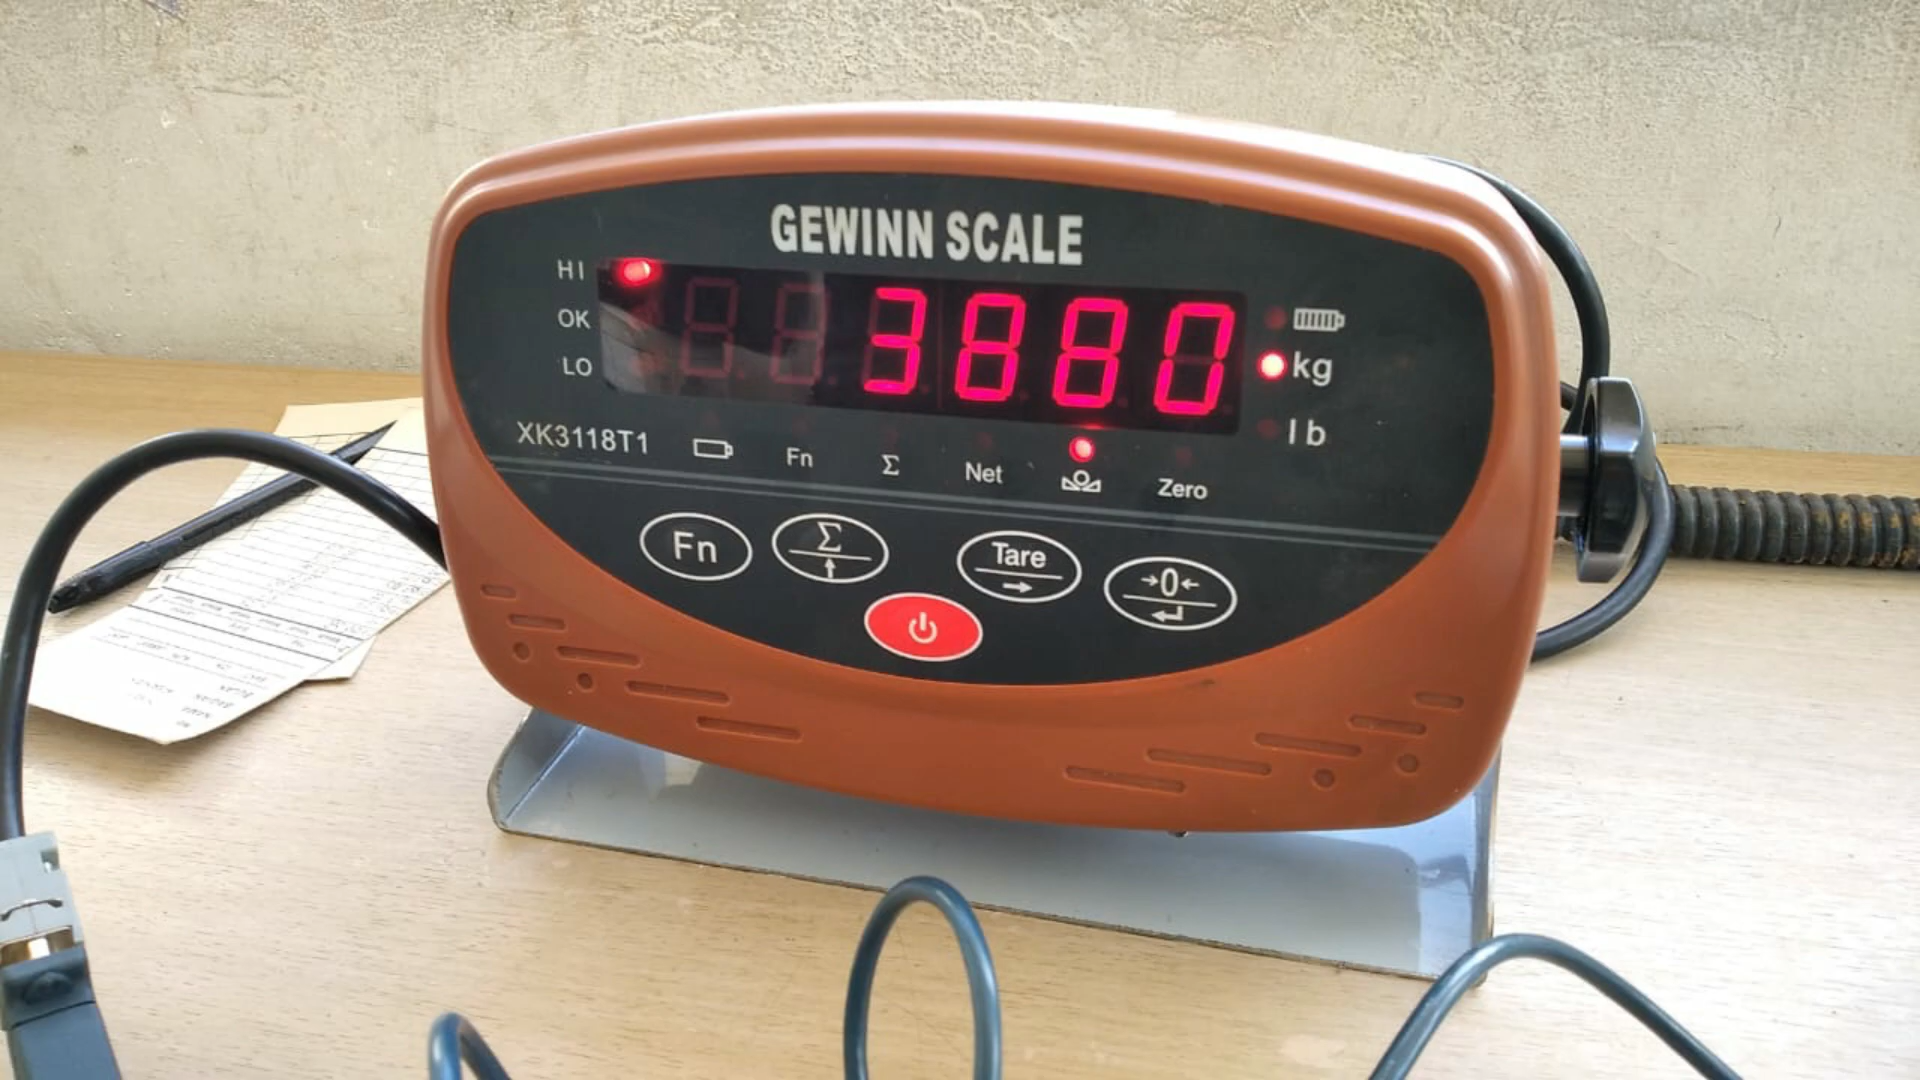 GEWINN SCALE
HI
OK
LO
3880
kg
lb
XK3118T1
Fn
Σ
Net
Zero
Fn
Σ
Tare
→0←